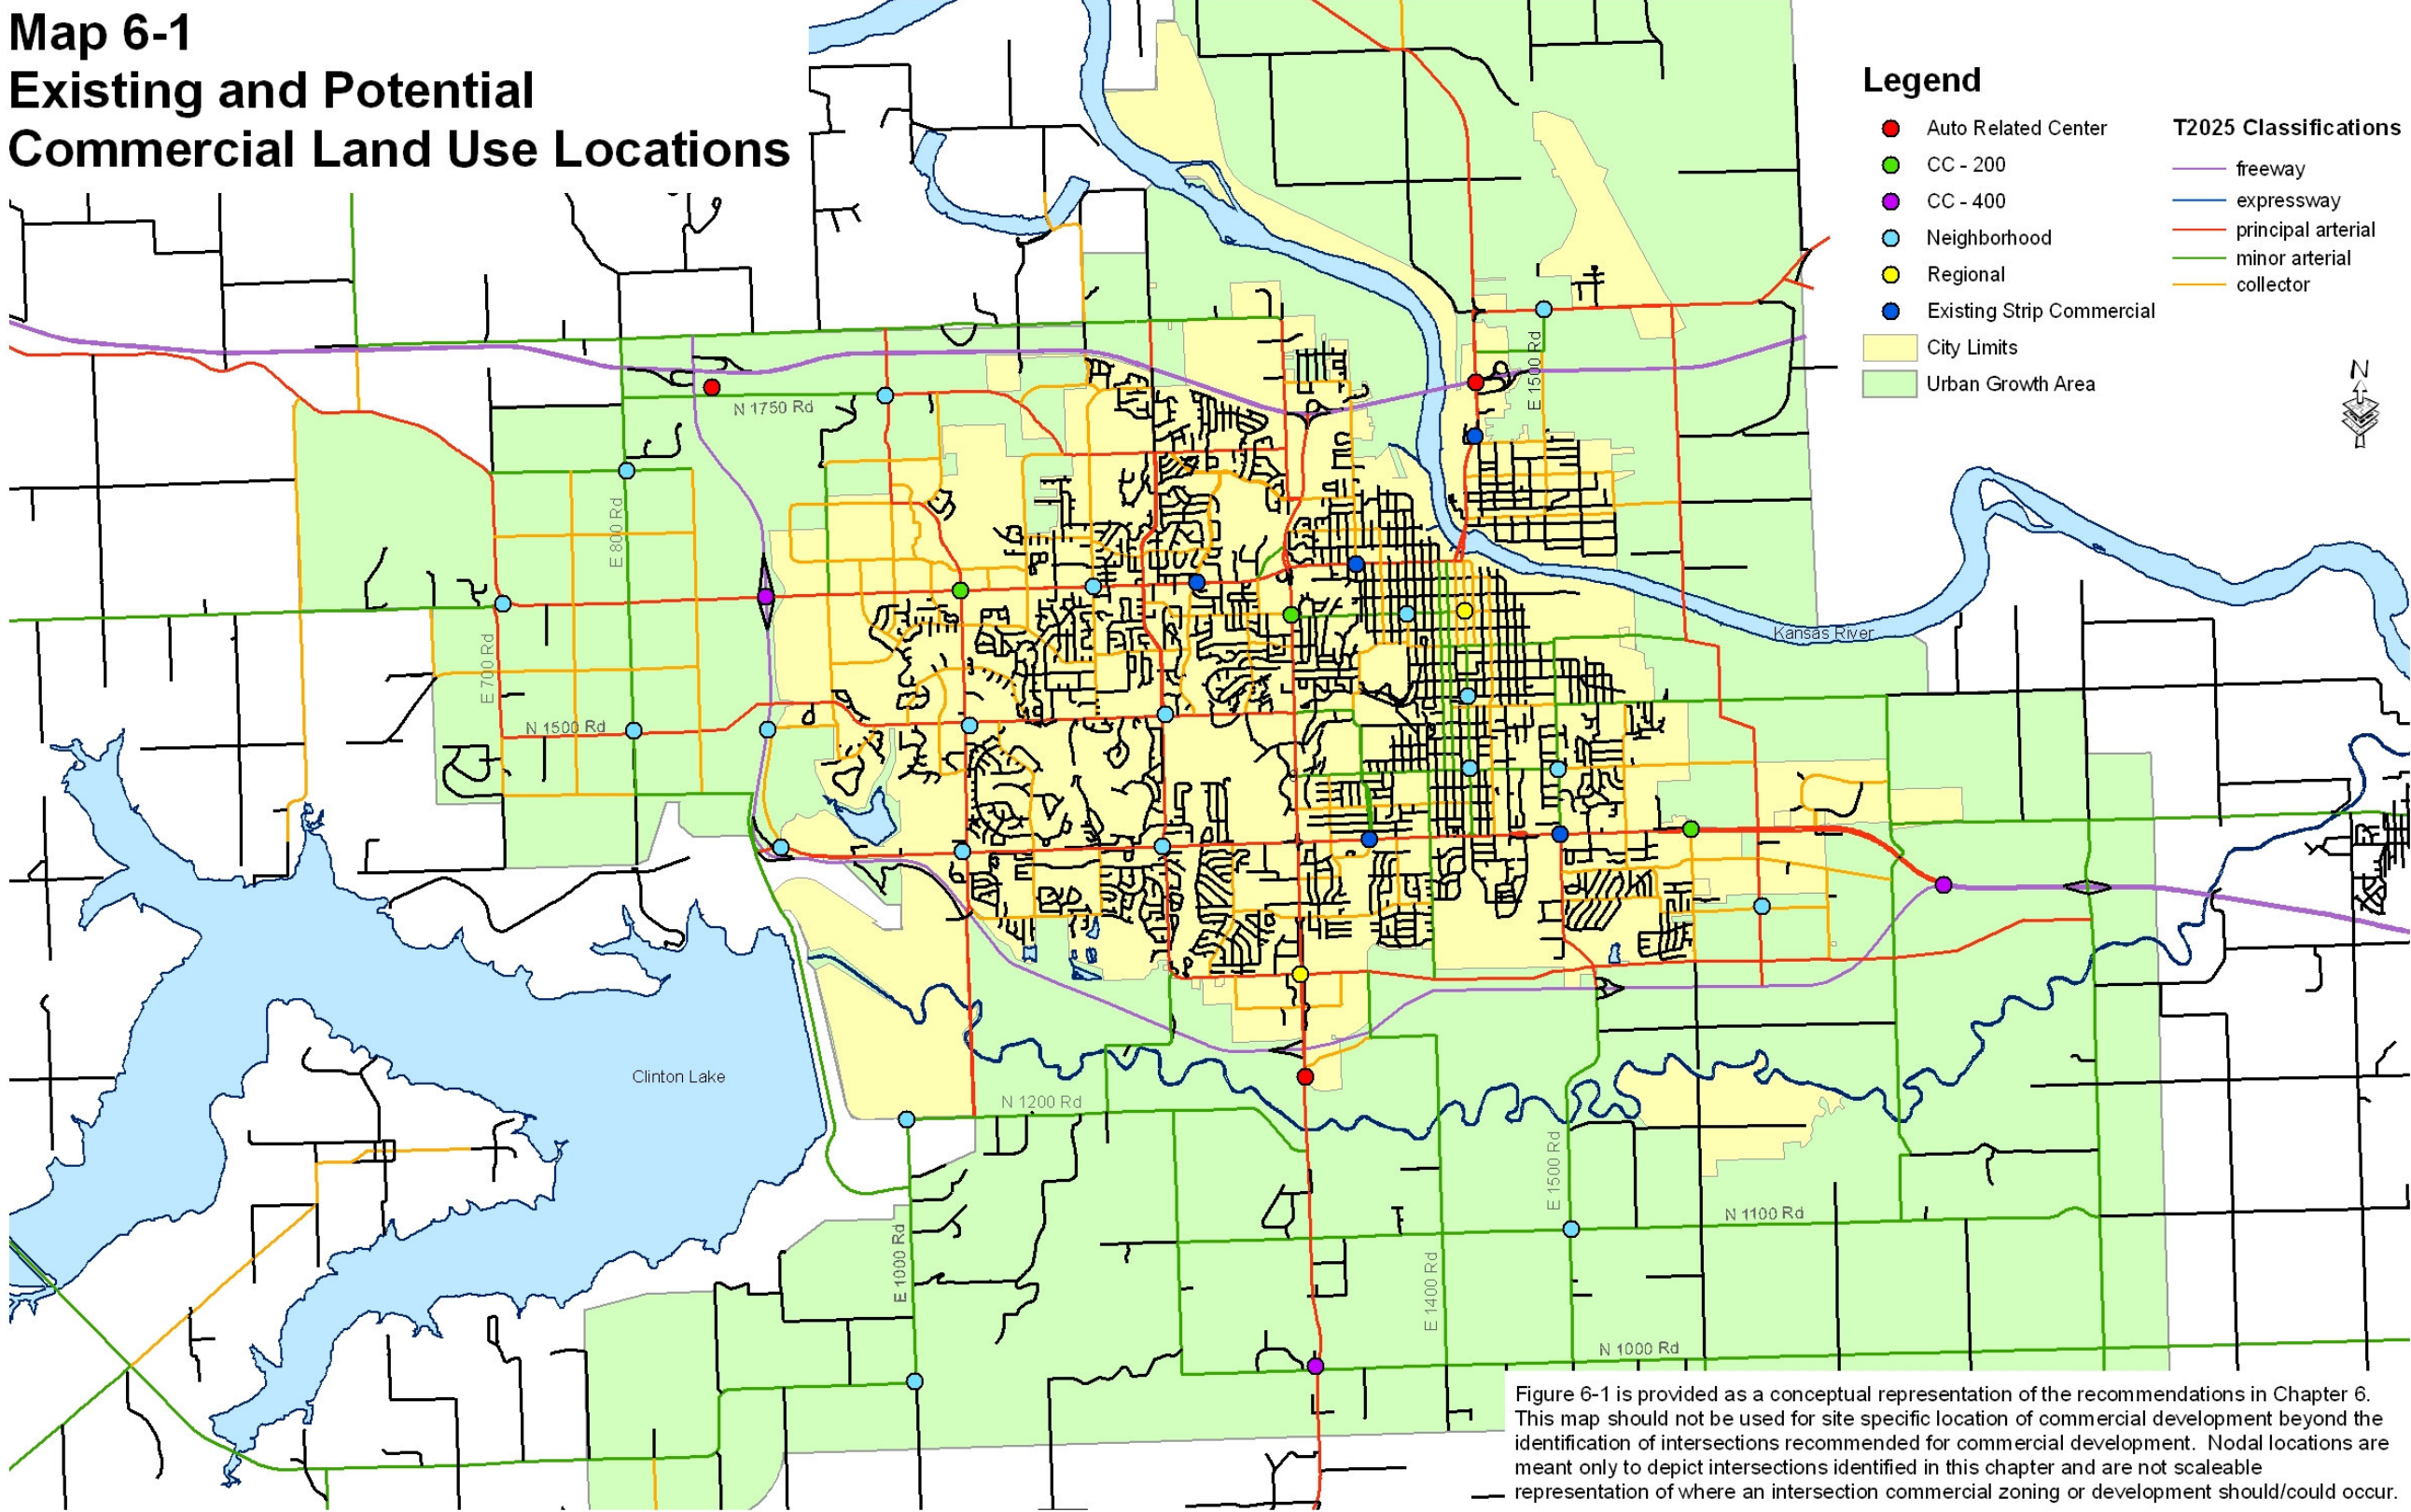 Map 6-1
Existing and Potential
Commercial Land Use Locations
Legend
Auto Related Center
CC - 200
CC - 400
Neighborhood
Regional
Existing Strip Commercial
City Limits
Urban Growth Area
T2025 Classifications
freeway
expressway
principal arterial
minor arterial
collector
N
E 1500 Rd
N 1750 Rd
E 800 Rd
Kansas River
E 700 Rd
N 1500 Rd
Clinton Lake
N 1200 Rd
E 1500 Rd
N 1100 Rd
E 1000 Rd
E 1400 Rd
N 1000 Rd
Figure 6-1 is provided as a conceptual representation of the recommendations in Chapter 6.
This map should not be used for site specific location of commercial development beyond the
identification of intersections recommended for commercial development. Nodal locations are
meant only to depict intersections identified in this chapter and are not scaleable
representation of where an intersection commercial zoning or development should/could occur.